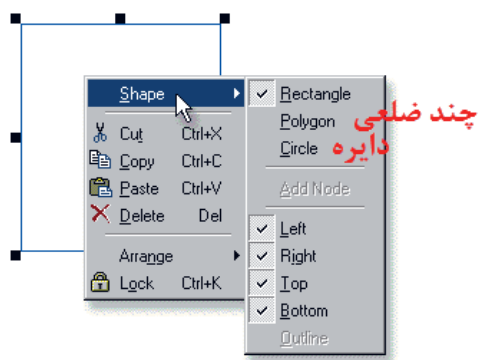 Shape
Cut Ctrl+X
Copy Ctrl+C
Paste Ctrl+V
Delete Del
Arrange
Lock Ctrl+K
Rectangle
Polygon چند ضلعی
Circle دایره
Add Node
Left
Right
Top
Bottom
Outline